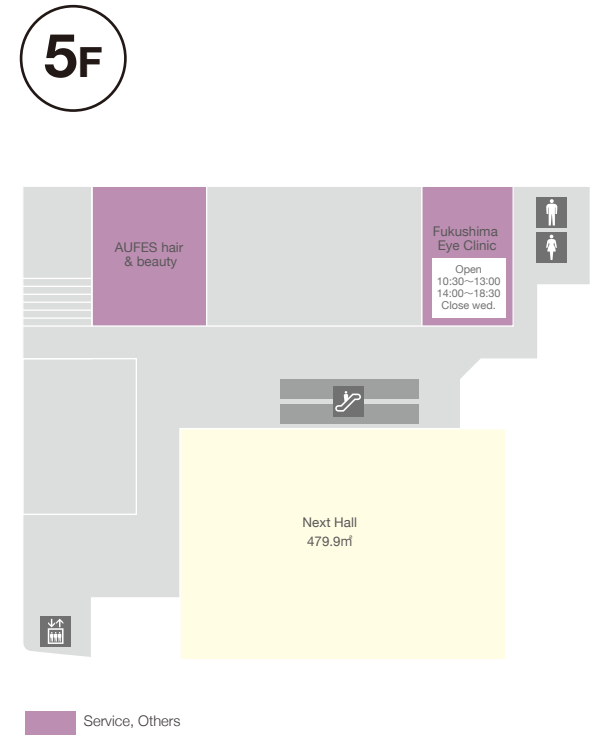 5F
AUFES hair
& beauty
Fukushima
Eye Clinic
Open
10:30〜13:00
14:00〜18:30
Close wed.
Next Hall
479.9㎡
Service, Others